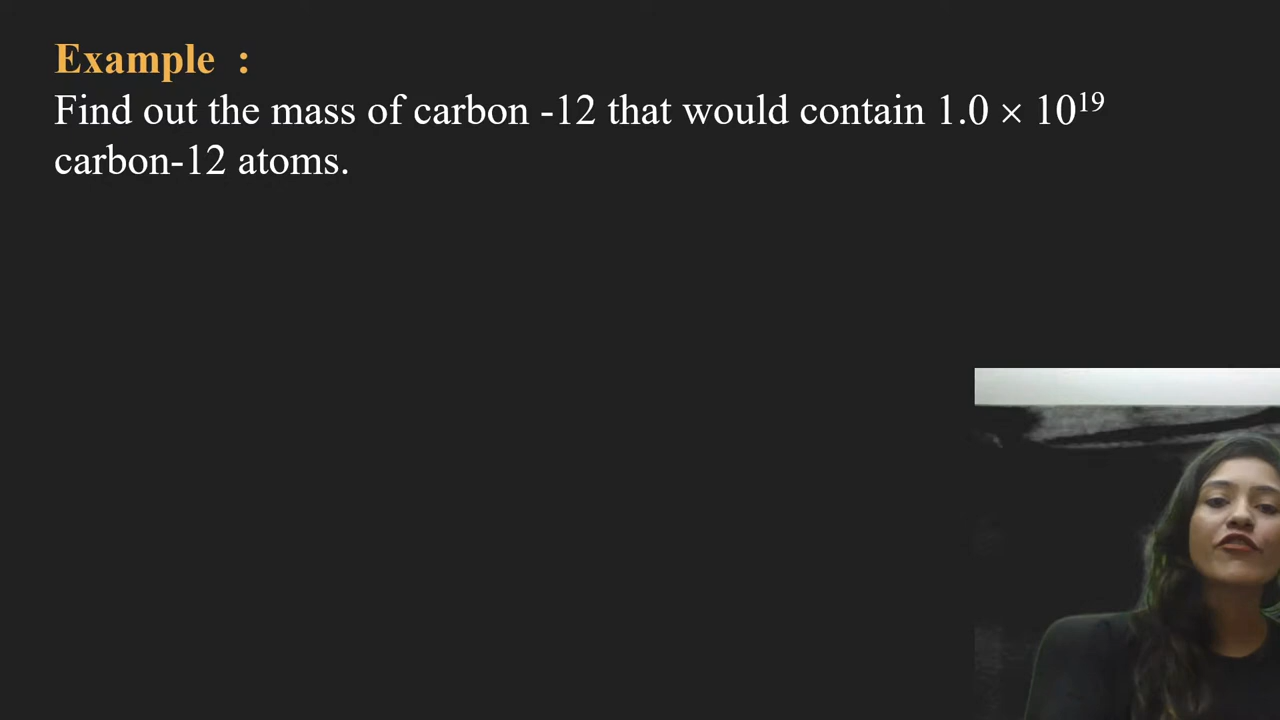 Example :
Find out the mass of carbon -12 that would contain 1.0 × 10¹⁹
carbon-12 atoms.